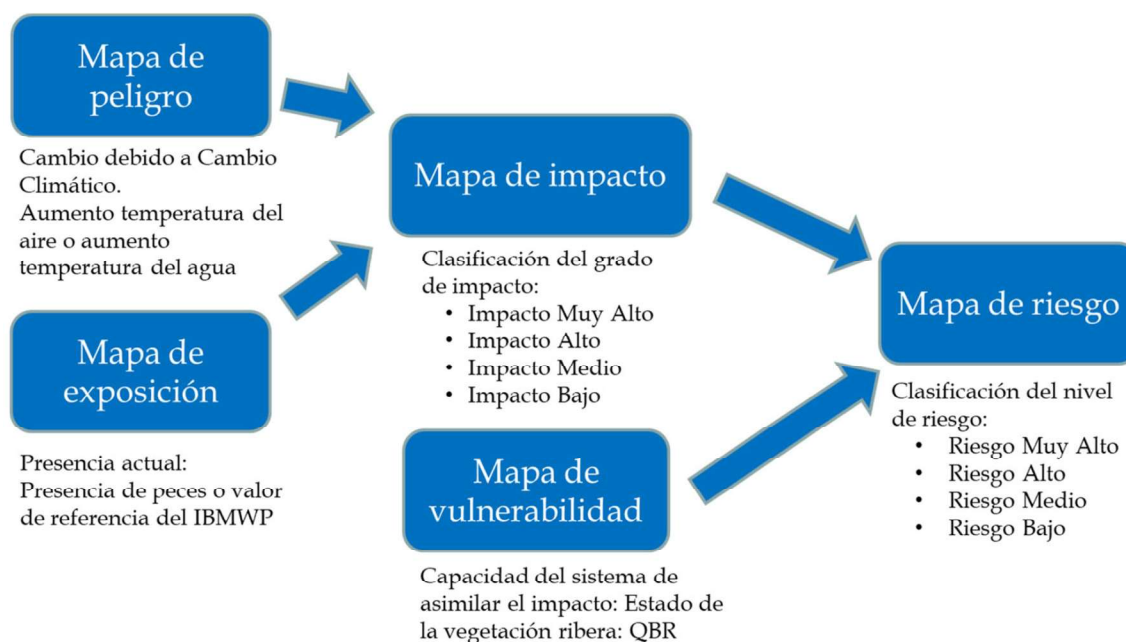 Mapa de
peligro
Cambio debido a Cambio
Climático.
Aumento temperatura del
aire o aumento
temperatura del agua
Mapa de
exposición
Presencia actual:
Presencia de peces o valor
de referencia del IBMWP
Mapa de impacto
Clasificación del grado
de impacto:
• Impacto Muy Alto
• Impacto Alto
• Impacto Medio
• Impacto Bajo
Mapa de
vulnerabilidad
Capacidad del sistema de
asimilar el impacto: Estado de
la vegetación ribera: QBR
Mapa de riesgo
Clasificación del nivel
de riesgo:
• Riesgo Muy Alto
• Riesgo Alto
• Riesgo Medio
• Riesgo Bajo